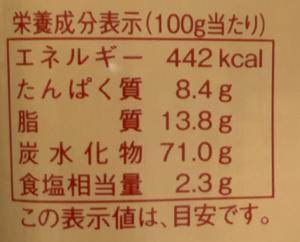 栄養成分表示(100g当たり)
エネルギー 442kcal
たんぱく質 8.4g
脂質 13.8g
炭水化物 71.0g
食塩相当量 2.3g
この表示値は、目安です。